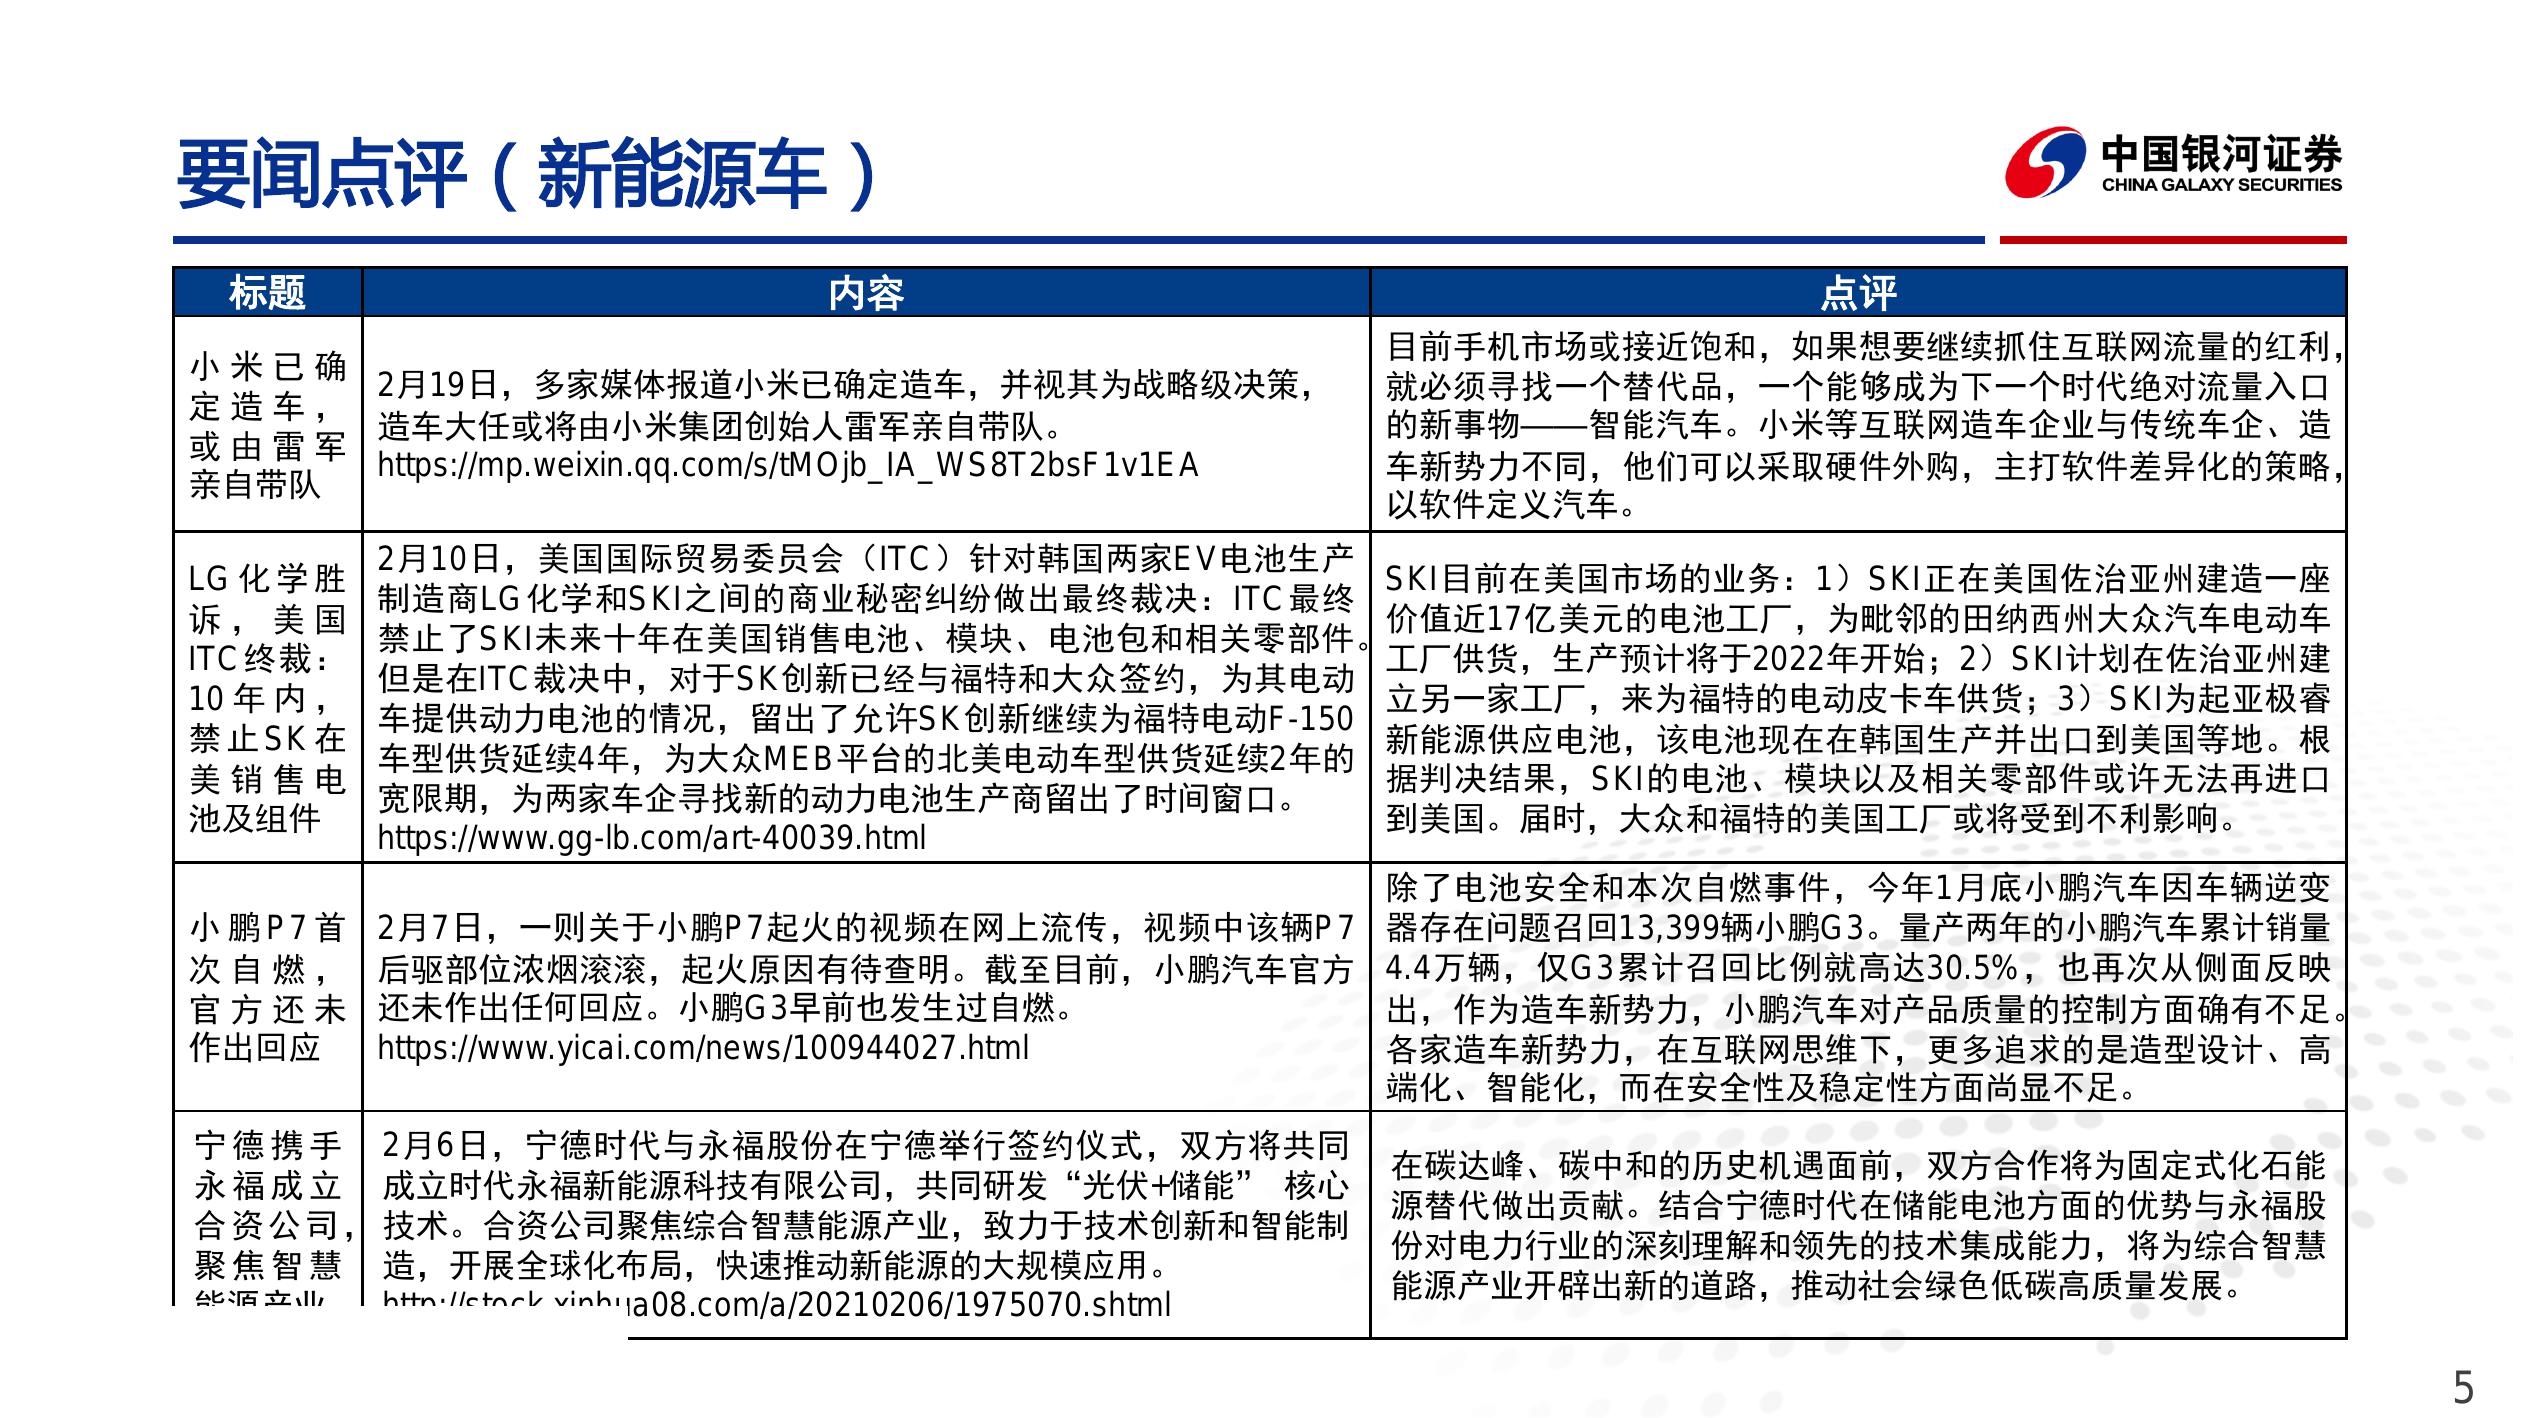 要闻点评（新能源车）
中国银河证券
CHINA GALAXY SECURITIES
标题
内容
点评
小米已确
定造车，
或由雷军
亲自带队
2月19日，多家媒体报道小米已确定造车，并视其为战略级决策，
造车大任或将由小米集团创始人雷军亲自带队。
https://mp.weixin.qq.com/s/tMOjb_IA_WS8T2bsF1v1EA
目前手机市场或接近饱和，如果想要继续抓住互联网流量的红利，
就必须寻找一个替代品，一个能够成为下一个时代绝对流量入口
的新事物——智能汽车。小米等互联网造车企业与传统车企、造
车新势力不同，他们可以采取硬件外购，主打软件差异化的策略，
以软件定义汽车。
LG化学胜
诉，美国
ITC终裁：
10年内，
禁止SK在
美销售电
池及组件
2月10日，美国国际贸易委员会（ITC）针对韩国两家EV电池生产
制造商LG化学和SKI之间的商业秘密纠纷做出最终裁决：ITC最终
禁止了SKI未来十年在美国销售电池、模块、电池包和相关零部件。
但是在ITC裁决中，对于SK创新已经与福特和大众签约，为其电动
车提供动力电池的情况，留出了允许SK创新继续为福特电动F-150
车型供货延续4年，为大众MEB平台的北美电动车型供货延续2年的
宽限期，为两家车企寻找新的动力电池生产商留出了时间窗口。
https://www.gg-lb.com/art-40039.html
SKI目前在美国市场的业务：1）SKI正在美国佐治亚州建造一座
价值近17亿美元的电池工厂，为毗邻的田纳西州大众汽车电动车
工厂供货，生产预计将于2022年开始；2）SKI计划在佐治亚州建
立另一家工厂，来为福特的电动皮卡车供货；3）SKI为起亚极睿
新能源供应电池，该电池现在在韩国生产并出口到美国等地。根
据判决结果，SKI的电池、模块以及相关零部件或许无法再进口
到美国。届时，大众和福特的美国工厂或将受到不利影响。
小鹏P7首
次自燃，
官方还未
作出回应
2月7日，一则关于小鹏P7起火的视频在网上流传，视频中该辆P7
后驱部位浓烟滚滚，起火原因有待查明。截至目前，小鹏汽车官方
还未作出任何回应。小鹏G3早前也发生过自燃。
https://www.yicai.com/news/100944027.html
除了电池安全和本次自燃事件，今年1月底小鹏汽车因车辆逆变
器存在问题召回13,399辆小鹏G3。量产两年的小鹏汽车累计销量
4.4万辆，仅G3累计召回比例就高达30.5%，也再次从侧面反映
出，作为造车新势力，小鹏汽车对产品质量的控制方面确有不足。
各家造车新势力，在互联网思维下，更多追求的是造型设计、高
端化、智能化，而在安全性及稳定性方面尚显不足。
宁德携手
永福成立
合资公司，
聚焦智慧
能源产业
2月6日，宁德时代与永福股份在宁德举行签约仪式，双方将共同
成立时代永福新能源科技有限公司，共同研发“光伏+储能” 核心
技术。合资公司聚焦综合智慧能源产业，致力于技术创新和智能制
造，开展全球化布局，快速推动新能源的大规模应用。
http://stock.xinhua08.com/a/20210206/1975070.shtml
在碳达峰、碳中和的历史机遇面前，双方合作将为固定式化石能
源替代做出贡献。结合宁德时代在储能电池方面的优势与永福股
份对电力行业的深刻理解和领先的技术集成能力，将为综合智慧
能源产业开辟出新的道路，推动社会绿色低碳高质量发展。
5